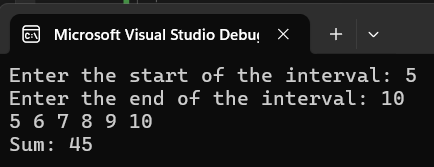 Microsoft Visual Studio Debug
Enter the start of the interval: 5
Enter the end of the interval: 10
5 6 7 8 9 10
Sum: 45